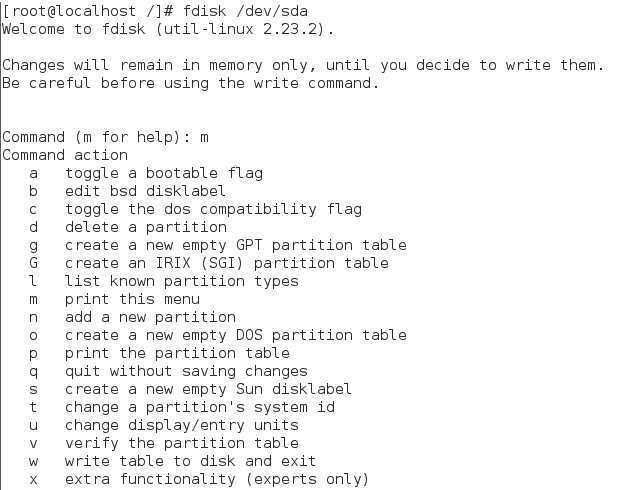 [root@localhost /]# fdisk /dev/sda
Welcome to fdisk (util-linux 2.23.2).

Changes will remain in memory only, until you decide to write them.
Be careful before using the write command.


Command (m for help): m
Command action
   a   toggle a bootable flag
   b   edit bsd disklabel
   c   toggle the dos compatibility flag
   d   delete a partition
   g   create a new empty GPT partition table
   G   create an IRIX (SGI) partition table
   l   list known partition types
   m   print this menu
   n   add a new partition
   o   create a new empty DOS partition table
   p   print the partition table
   q   quit without saving changes
   s   create a new empty Sun disklabel
   t   change a partition's system id
   u   change display/entry units
   v   verify the partition table
   w   write table to disk and exit
   x   extra functionality (experts only)